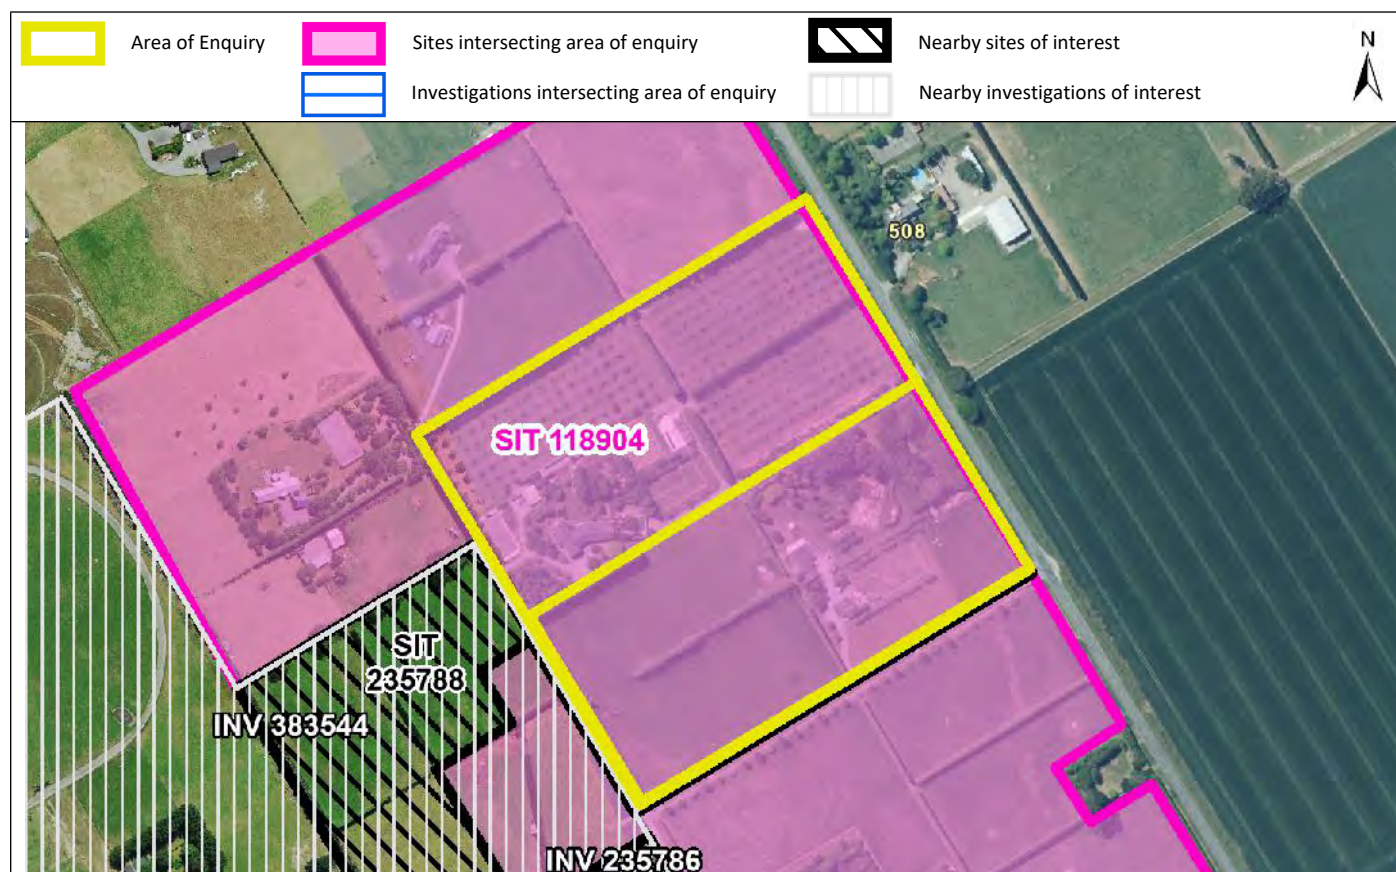 Area of Enquiry
Sites intersecting area of enquiry
Nearby sites of interest
N
Investigations intersecting area of enquiry
Nearby investigations of interest
508
SIT 118904
SIT
235788
INV 383544
INV 235786